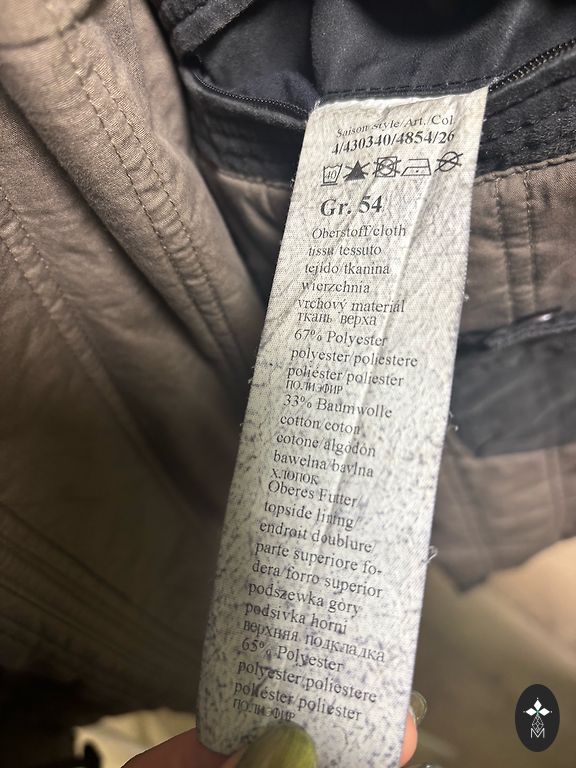 Saison/Style/Art./Col.
4/430340/4854/26
40
Gr. 54
Oberstoff/cloth
tissu/tessuto
tejido/tkanina
wierzchnia
vrchový materiál
ткань верха
67% Polyester
polyester/poliestere
poliéster/poliester
ПОЛИЭФИР
33% Baumwolle
cotton/coton
cotone/algodón
bawełna/bavlna
ХЛОПОК
Oberes Futter/
topside lining/
endroit doublure/
parte superiore fo-
dera/forro superior
podszewka góry
podšívka horní
верхняя подкладка
65% Polyester
polyester/poliestere
poliéster/poliester
ПОЛИЭФИР
M